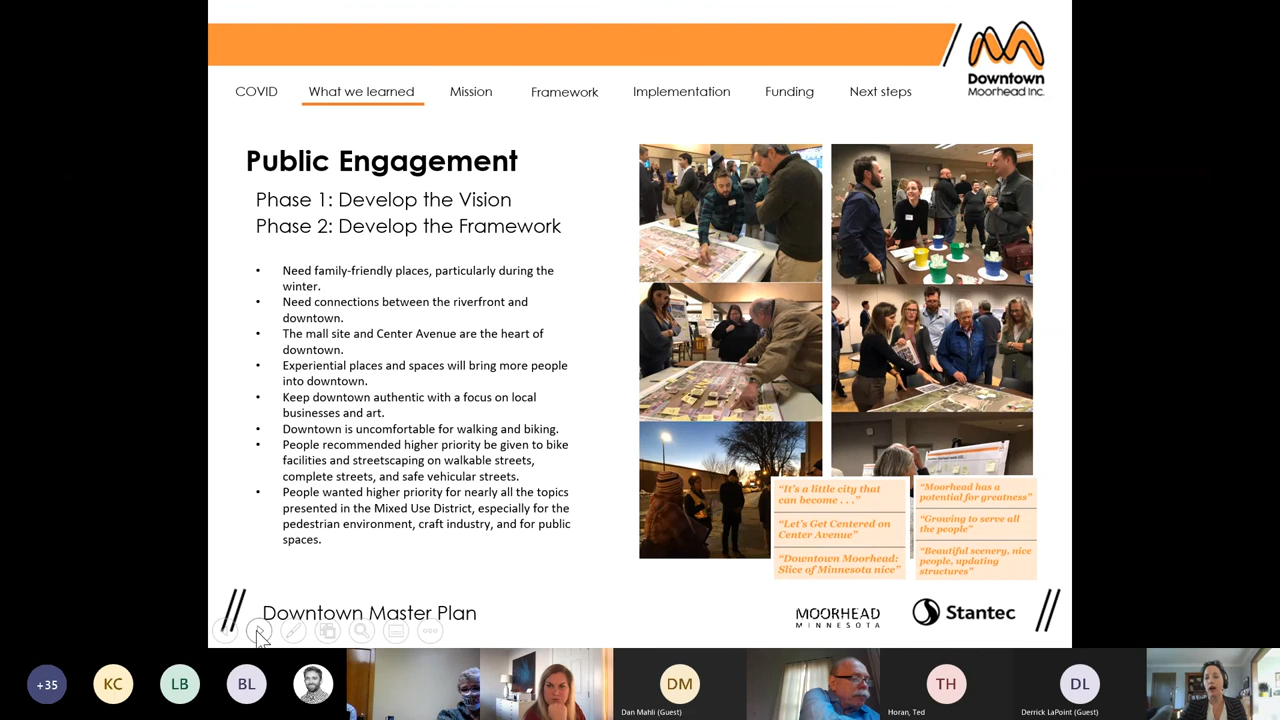 Downtown
Moorhead Inc.
COVID What we learned Mission Framework Implementation Funding Next steps
Public Engagement
Phase 1: Develop the Vision
Phase 2: Develop the Framework
• Need family-friendly places, particularly during the
winter.
• Need connections between the riverfront and
downtown.
• The mall site and Center Avenue are the heart of
downtown.
• Experiential places and spaces will bring more people
into downtown.
• Keep downtown authentic with a focus on local
businesses and art.
• Downtown is uncomfortable for walking and biking.
• People recommended higher priority be given to bike
facilities and streetscaping on walkable streets,
complete streets, and safe vehicular streets.
• People wanted higher priority for nearly all the topics
presented in the Mixed Use District, especially for the
pedestrian environment, craft industry, and for public
spaces.
“It’s a little city that
can become . . .”
“Let’s Get Centered on
Center Avenue”
“Downtown Moorhead:
Slice of Minnesota nice”
“Moorhead has a
potential for greatness”
“Growing to serve all
the people”
“Beautiful scenery, nice
people, updating
structures”
Downtown Master Plan
MOORHEAD
MINNESOTA
Stantec
+35 KC LB BL DM TH DL
Dan Mahli (Guest) Horan, Ted Derrick LaPoint (Guest)